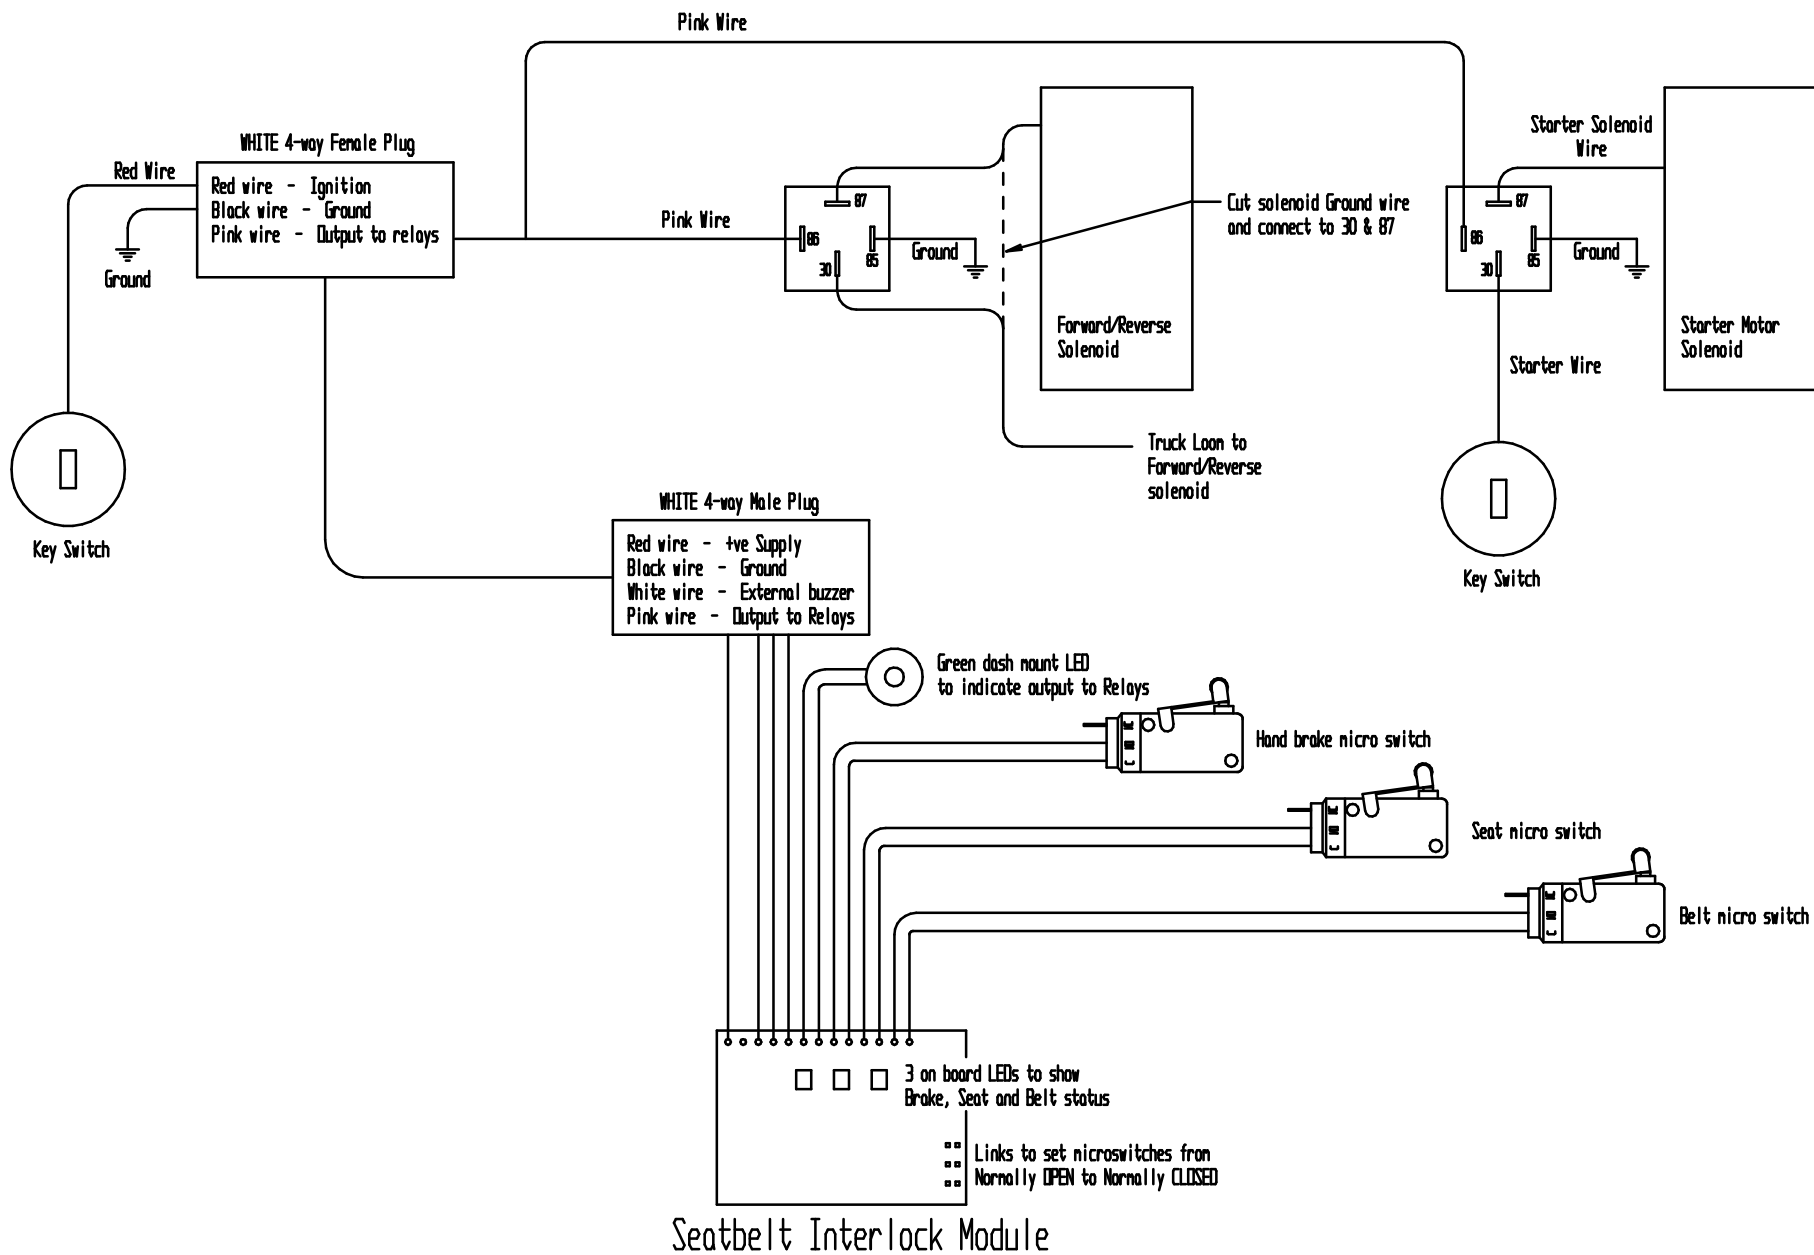 Pink Wire
WHITE 4-way Female Plug
Red Wire
Red wire - Ignition
Black wire - Ground
Pink wire - Output to relays
Ground
Key Switch
Pink Wire
87
86
85
30
Ground
Cut solenoid Ground wire
and connect to 30 & 87
Forward/Reverse
Solenoid
Truck Loom to
Forward/Reverse
solenoid
Starter Solenoid
Wire
87
86
85
30
Ground
Starter Motor
Solenoid
Starter Wire
Key Switch
WHITE 4-way Male Plug
Red wire - +ve Supply
Black wire - Ground
White wire - External buzzer
Pink wire - Output to Relays
Green dash mount LED
to indicate output to Relays
NC
NO
C
Hand brake micro switch
NC
NO
C
Seat micro switch
NC
NO
C
Belt micro switch
3 on board LEDs to show
Brake, Seat and Belt status
Links to set microswitches from
Normally OPEN to Normally CLOSED
Seatbelt Interlock Module